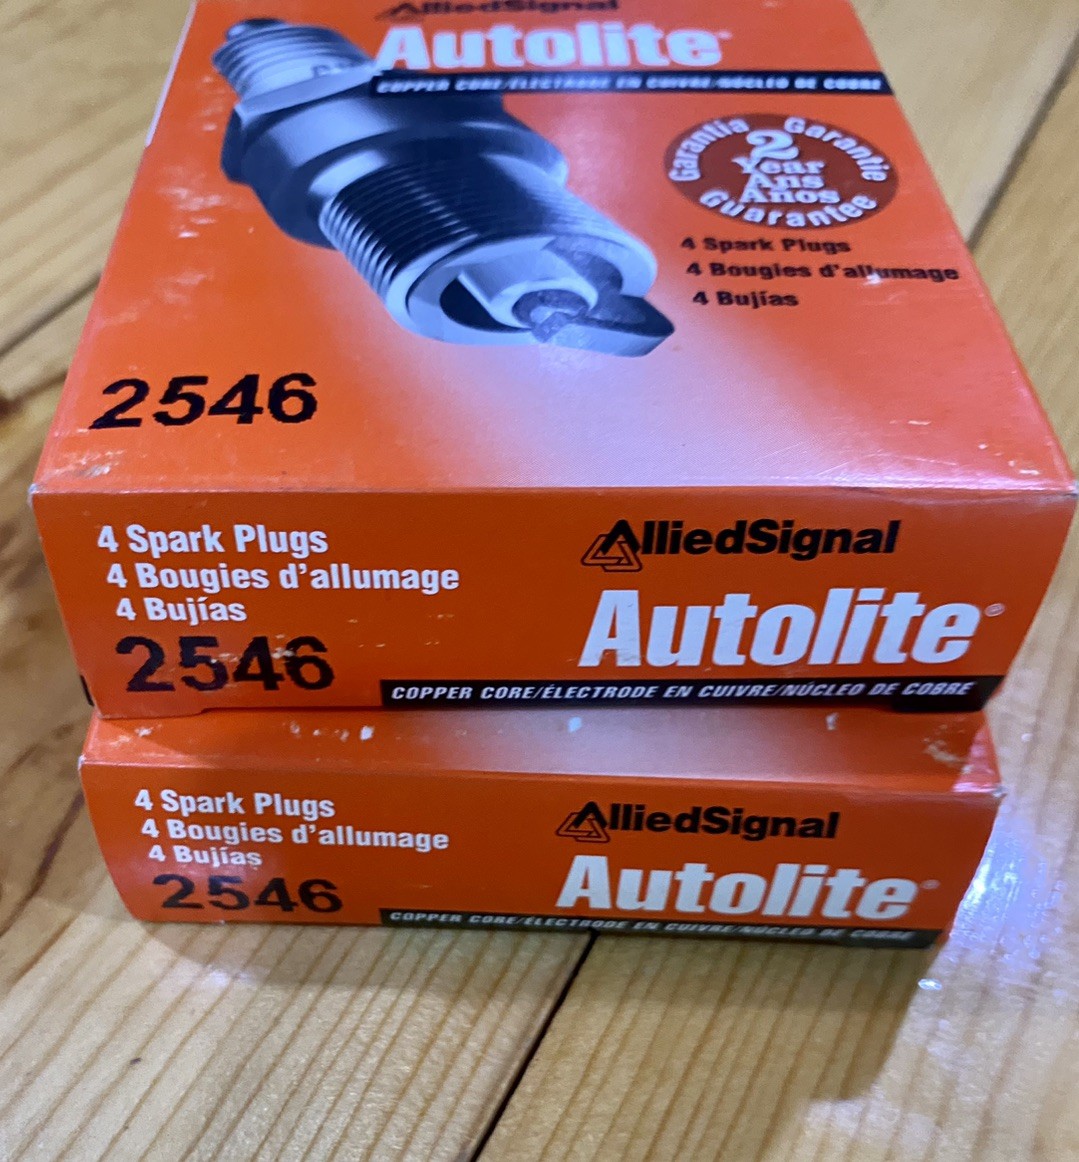 AlliedSignal
Autolite
COPPER CORE/ÉLECTRODE EN CUIVRE/NÚCLEO DE COBRE
Garantía Garantie
2
Year
Ans
Años
Guarantee
4 Spark Plugs
4 Bougies d'allumage
4 Bujías
2546
4 Spark Plugs
4 Bougies d'allumage
4 Bujías
2546
AlliedSignal
Autolite®
COPPER CORE/ÉLECTRODE EN CUIVRE/NÚCLEO DE COBRE
4 Spark Plugs
4 Bougies d'allumage
4 Bujías
2546
AlliedSignal
Autolite®
COPPER CORE/ÉLECTRODE EN CUIVRE/NÚCLEO DE COBRE